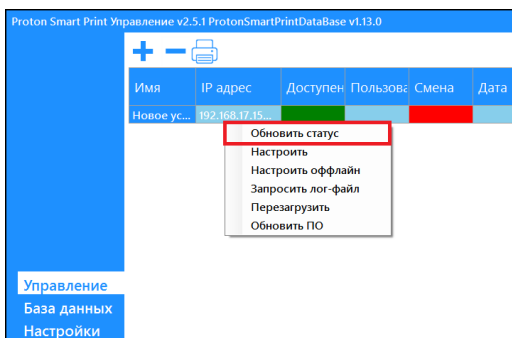 Proton Smart Print Управление v2.5.1 ProtonSmartPrintDataBase v1.13.0
Имя IP адрес Доступен Пользова Смена Дата
Новое ус... 192.168.17.15...
Обновить статус
Настроить
Настроить оффлайн
Запросить лог-файл
Перезагрузить
Обновить ПО
Управление
База данных
Настройки